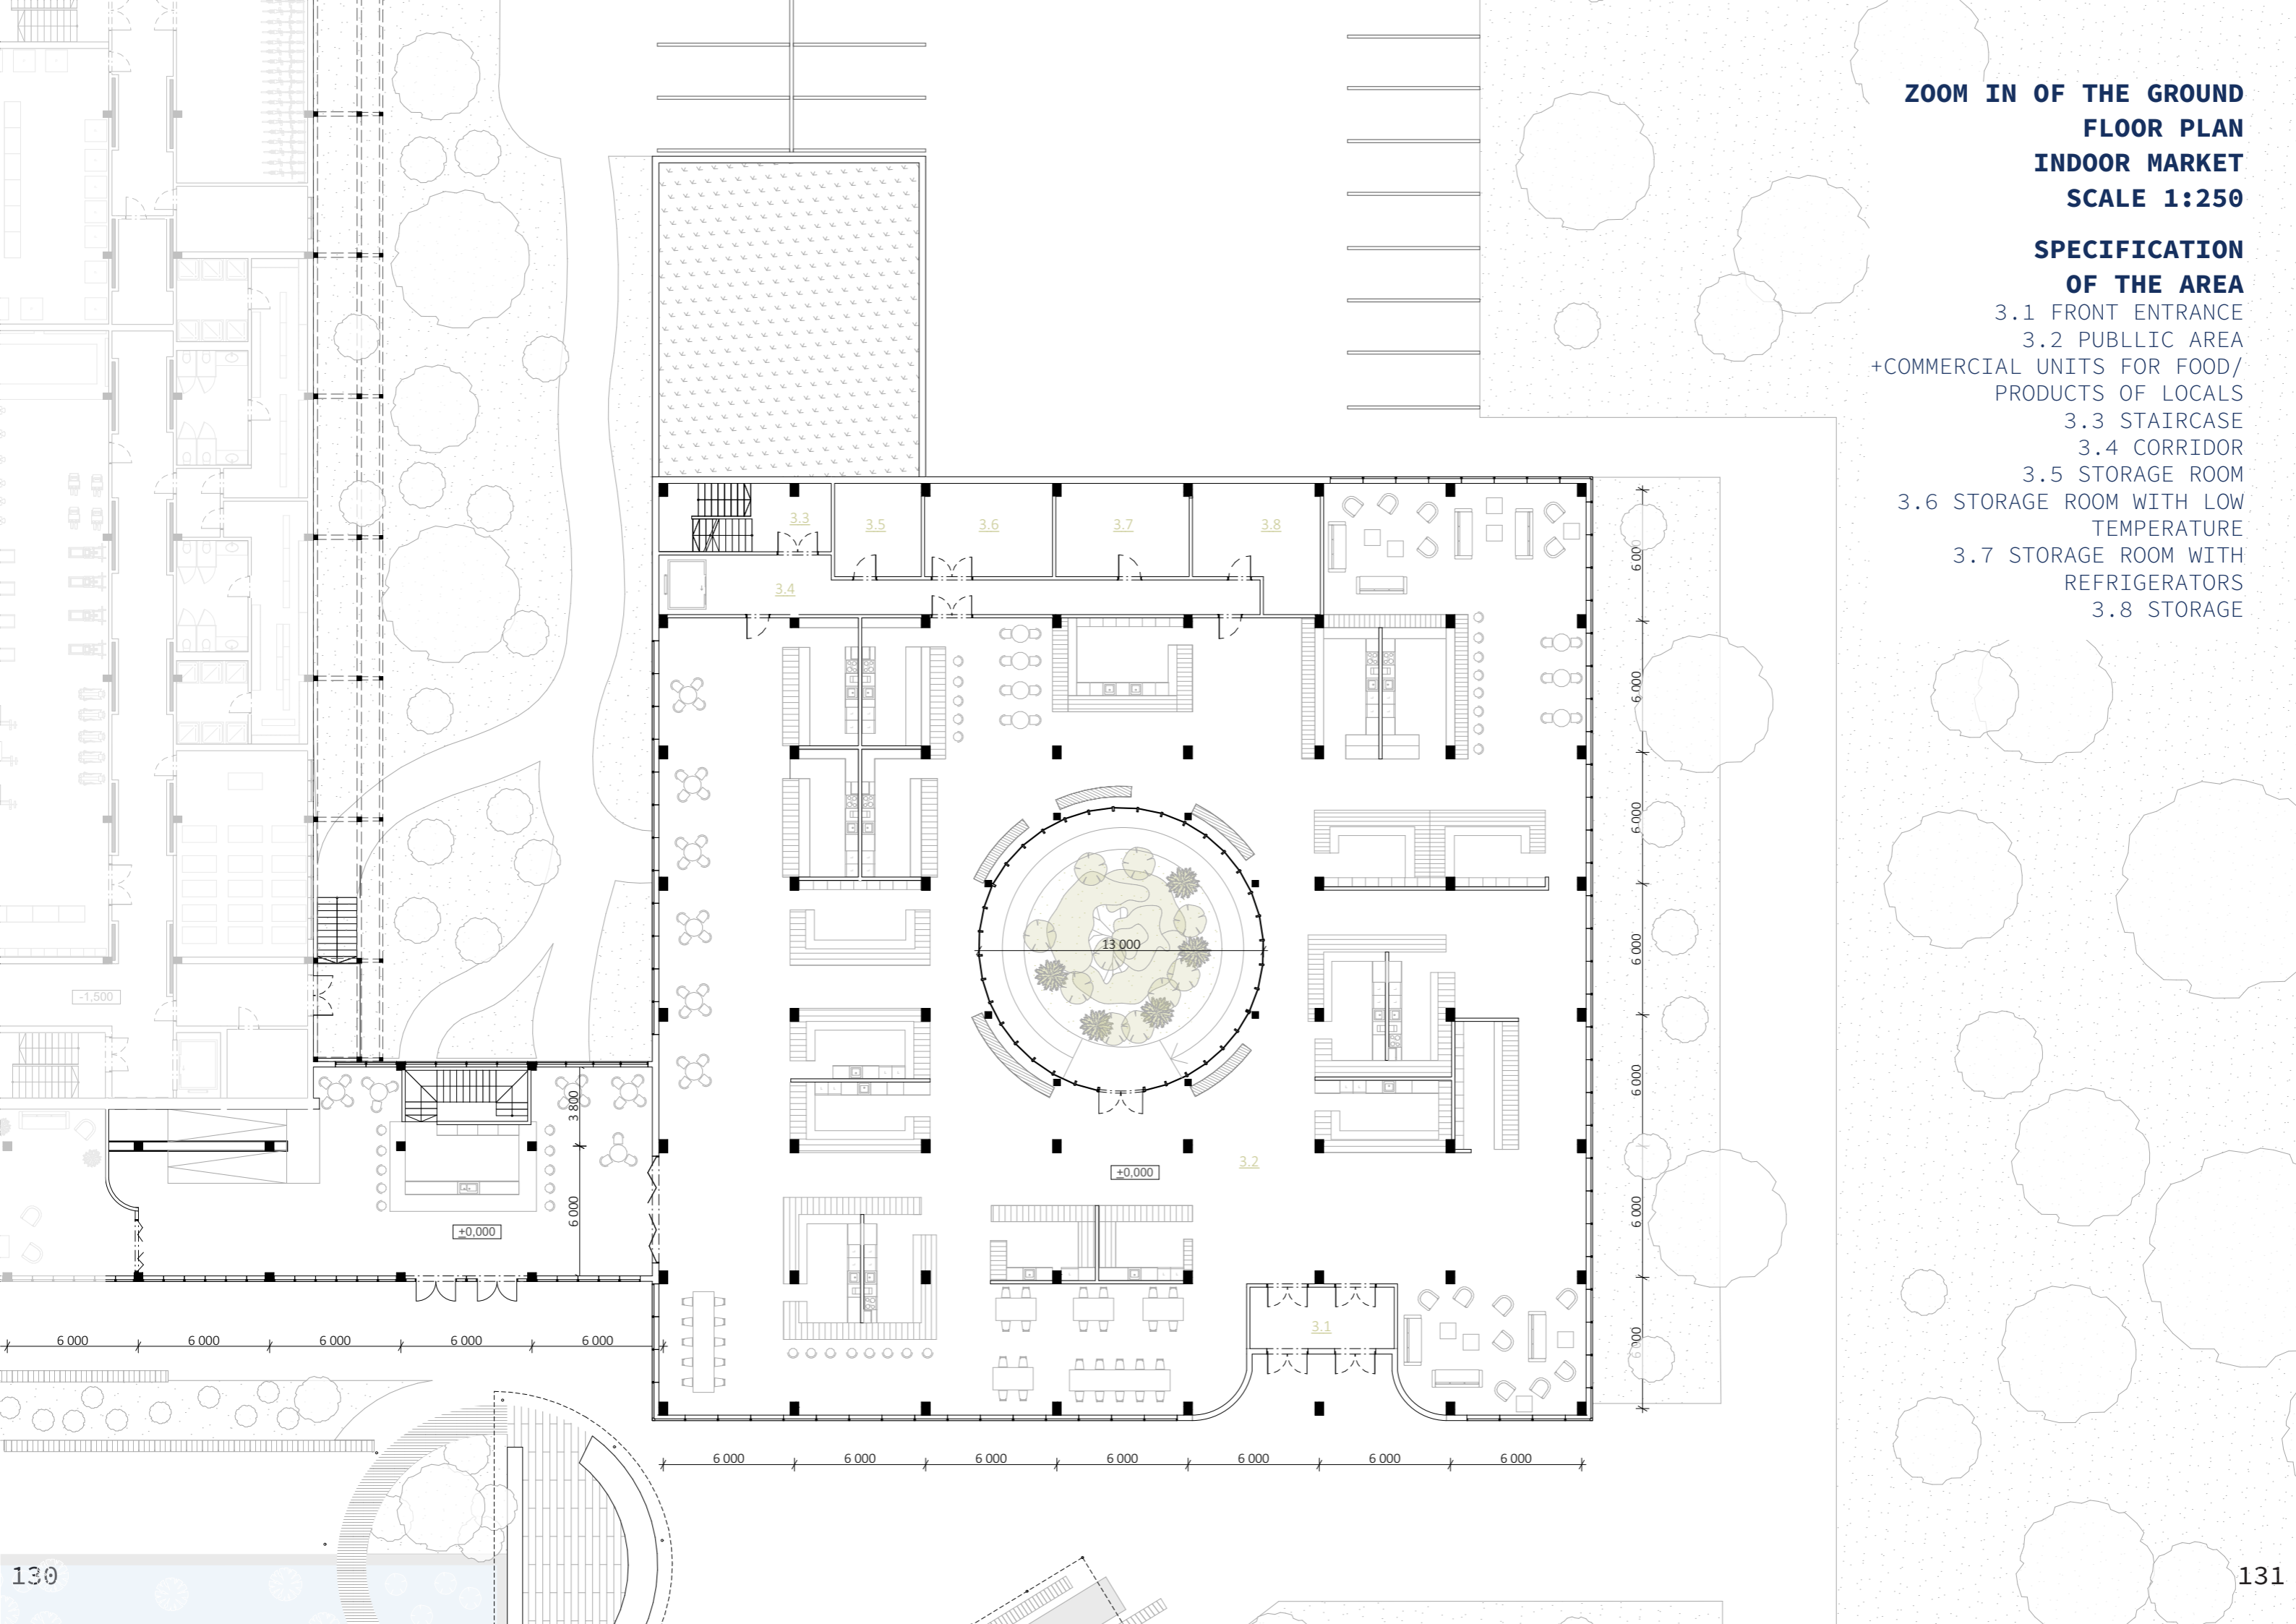 ZOOM IN OF THE GROUND
FLOOR PLAN
INDOOR MARKET
SCALE 1:250
SPECIFICATION
OF THE AREA
3.1 FRONT ENTRANCE
3.2 PUBLLIC AREA
+COMMERCIAL UNITS FOR FOOD/
PRODUCTS OF LOCALS
3.3 STAIRCASE
3.4 CORRIDOR
3.5 STORAGE ROOM
3.6 STORAGE ROOM WITH LOW
TEMPERATURE
3.7 STORAGE ROOM WITH
REFRIGERATORS
3.8 STORAGE
3.3
3.5
3.6
3.7
3.8
3.4
6 000
6 000
6 000
6 000
6 000
6 000
6 000
13 000
-1,500
3 800
6 000
±0,000
±0,000
3.2
3.1
6 000
6 000
6 000
6 000
6 000
6 000
6 000
6 000
6 000
6 000
6 000
6 000
130
131